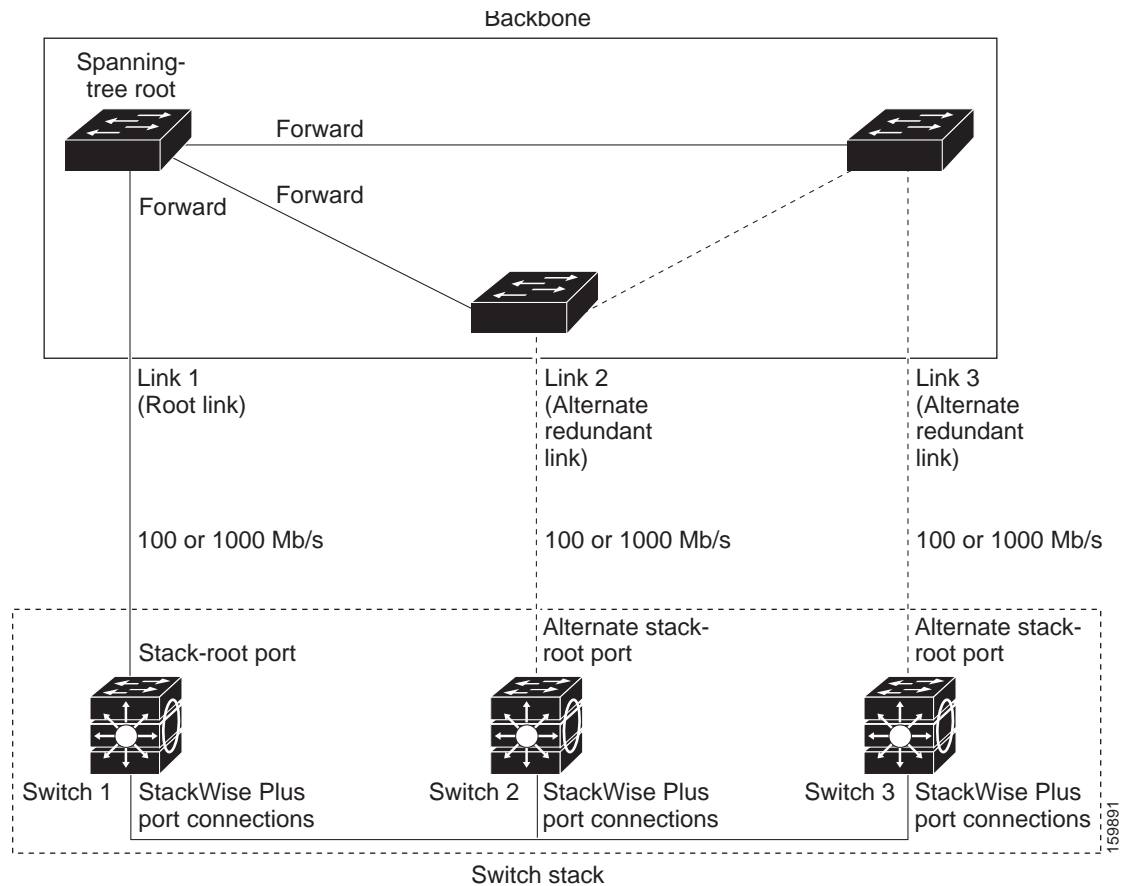 Backbone
Spanning-
tree root
Forward
Forward
Forward
Link 1
(Root link)
Link 2
(Alternate
redundant
link)
Link 3
(Alternate
redundant
link)
100 or 1000 Mb/s
100 or 1000 Mb/s
100 or 1000 Mb/s
Stack-root port
Alternate stack-
root port
Alternate stack-
root port
Switch 1
StackWise Plus
port connections
Switch 2
StackWise Plus
port connections
Switch 3
StackWise Plus
port connections
159891
Switch stack